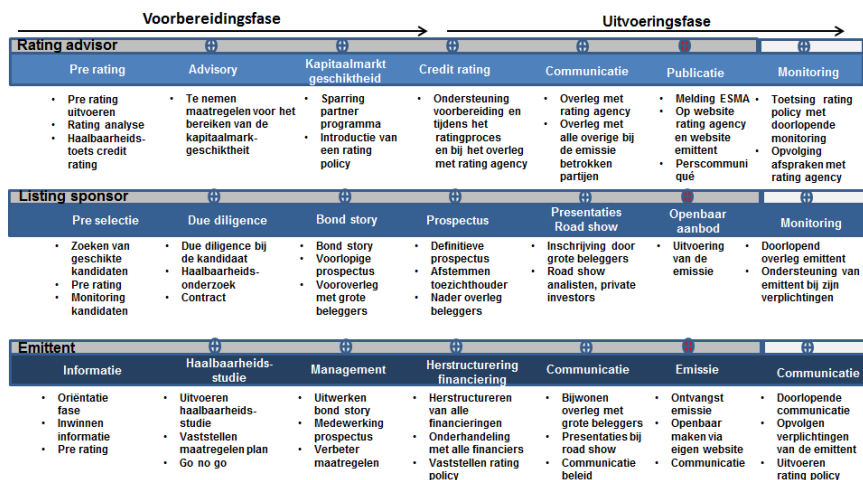 Voorbereidingsfase
Uitvoeringsfase
Rating advisor
Pre rating
Advisory
Kapitaalmarkt
geschiktheid
Credit rating
Communicatie
Publicatie
Monitoring
• Pre rating
uitvoeren
• Rating analyse
• Haalbaarheids-
toets credit
rating
• Te nemen
maatregelen voor het
bereiken van de
kapitaalmark-
geschiktheid
• Sparring
partner
programma
• Introductie van
een rating
policy
• Ondersteuning
voorbereiding en
tijdens het
ratingproces
en bij het overleg
met rating agency
• Overleg met
rating agency
• Overleg met
alle overige bij
de emissie
betrokken
partijen
• Melding ESMA
• Op website
rating agency
en website
emittent
• Perscommuni
qué
• Toetsing rating
policy met
doorlopende
monitoring
• Opvolging
afspraken met
rating agency
Listing sponsor
Pre selectie
Due diligence
Bond story
Prospectus
Presentaties
Road show
Openbaar
aanbod
Monitoring
• Zoeken van
geschikte
kandidaten
• Pre rating
• Monitoring
kandidaten
• Due diligence bij
de kandidaat
• Haalbaarheids-
onderzoek
• Contract
• Bond story
• Voorlopige
prospectus
• Vooroverleg
met grote
beleggers
• Definitieve
prospectus
• Afstemmen
toezichthouder
• Nader overleg
beleggers
• Inschrijving door
grote beleggers
• Road show
analisten, private
investors
• Uitvoering
van de
emissie
• Doorlopend
overleg emittent
• Ondersteuning van
emittent bij zijn
verplichtingen
Emittent
Informatie
Haalbaarheids-
studie
Management
Herstructurering
financiering
Communicatie
Emissie
Communicatie
• Oriëntatie
fase
• Inwinnen
informatie
• Pre rating
• Uitvoeren
haalbaarheids-
studie
• Vaststellen
maatregelen plan
• Go no go
• Uitwerken
bond story
• Medewerking
prospectus
• Verbeter
maatregelen
• Herstructureren
van alle
financieringen
• Onderhandeling
met alle financiers
• Vaststellen rating
policy
• Bijwonen
overleg met
grote beleggers
• Presentaties bij
road show
• Communicatie
beleid
• Ontvangst
emissie
• Openbaar
maken via
eigen website
• Communicatie
• Doorlopende
communicatie
• Opvolgen
verplichtingen
van de emittent
• Uitvoeren
rating policy